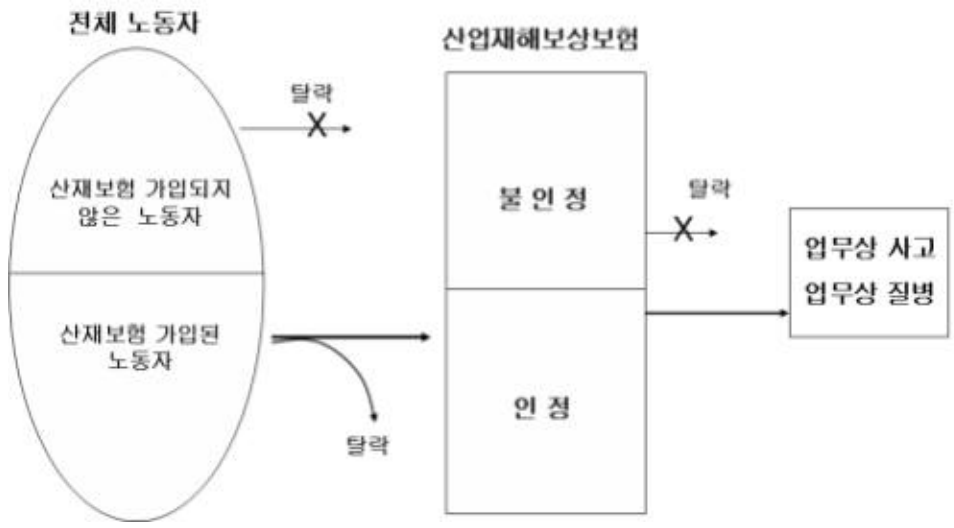 전체 노동자
산업재해보상보험
탈락
X
산재보험 가입되지
않은 노동자
불 인 정
탈락
X
업무상 사고
업무상 질병
산재보험 가입된
노동자
인 정
탈락